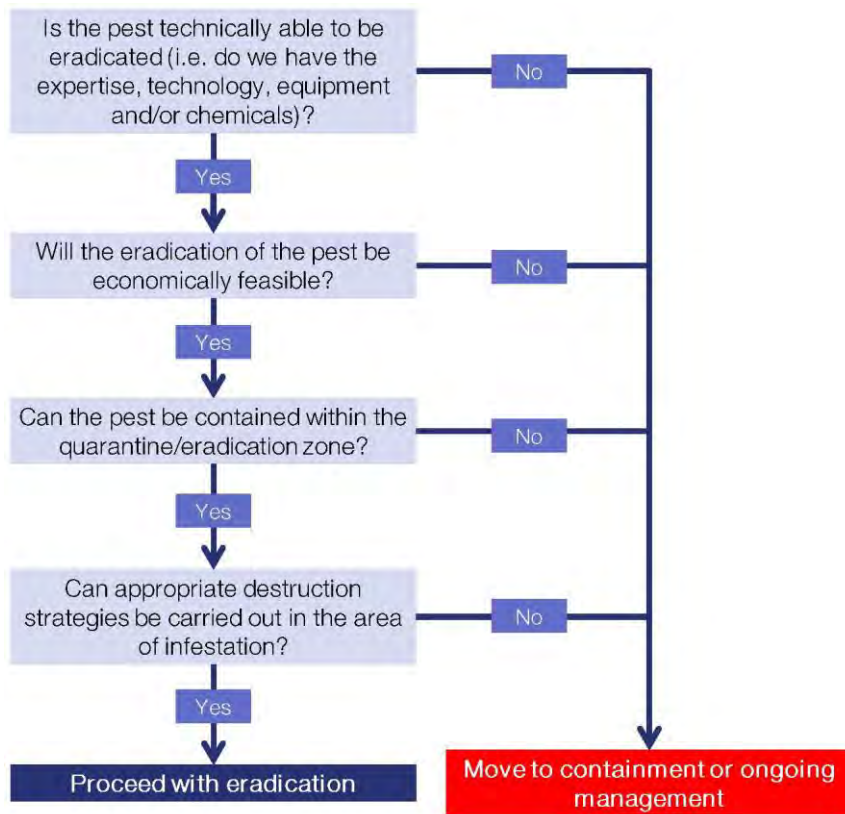 Is the pest technically able to be
eradicated (i.e. do we have the
expertise, technology, equipment
and/or chemicals)?
No
Yes
Will the eradication of the pest be
economically feasible?
No
Yes
Can the pest be contained within the
quarantine/eradication zone?
No
Yes
Can appropriate destruction
strategies be carried out in the area
of infestation?
No
Yes
Proceed with eradication
Move to containment or ongoing
management